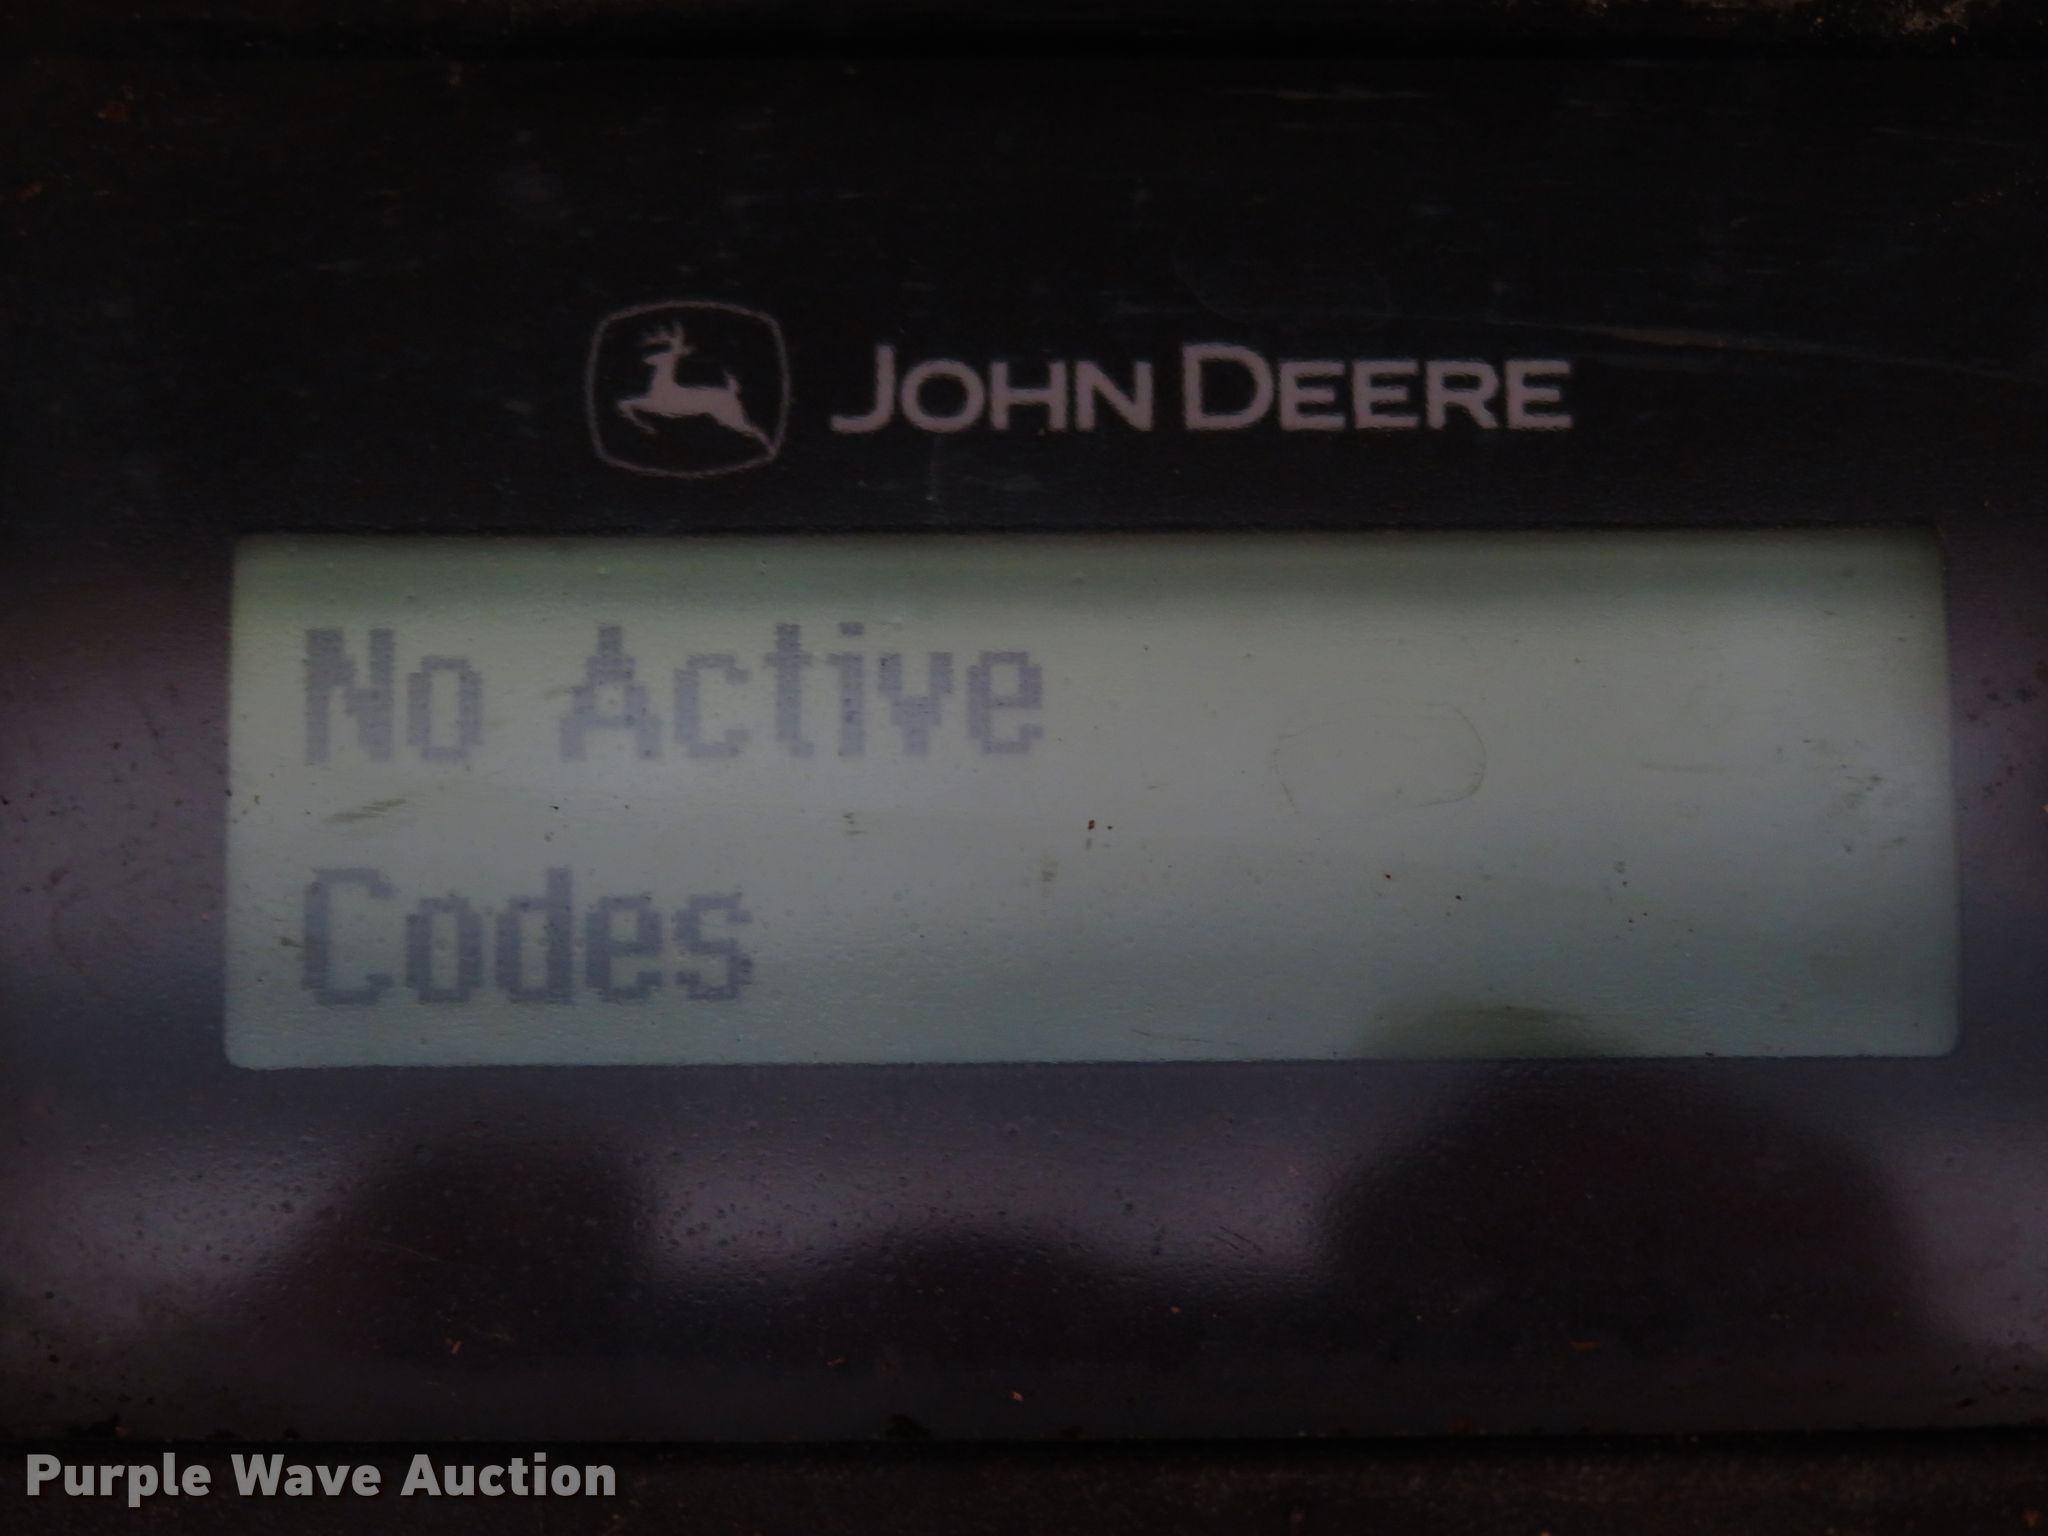 JOHN DEERE
No Active
Codes
Purple Wave Auction